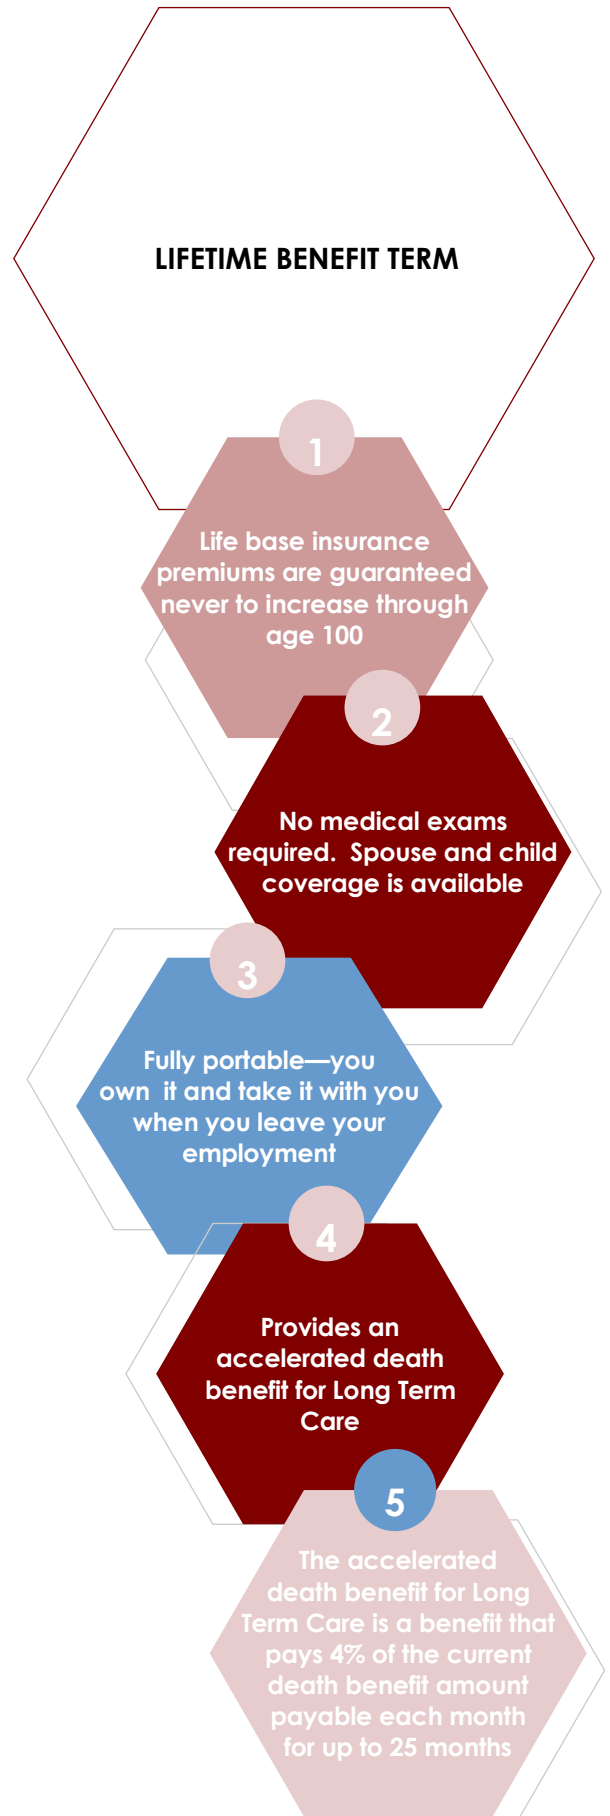 LIFETIME BENEFIT TERM
1
Life base insurance
premiums are guaranteed
never to increase through
age 100
2
No medical exams
required.  Spouse and child
coverage is available
3
Fully portable—you
own  it and take it with you
when you leave your
employment
4
Provides an
accelerated death
benefit for Long Term
Care
5
The accelerated
death benefit for Long
Term Care is a benefit that
pays 4% of the current
death benefit amount
payable each month
for up to 25 months